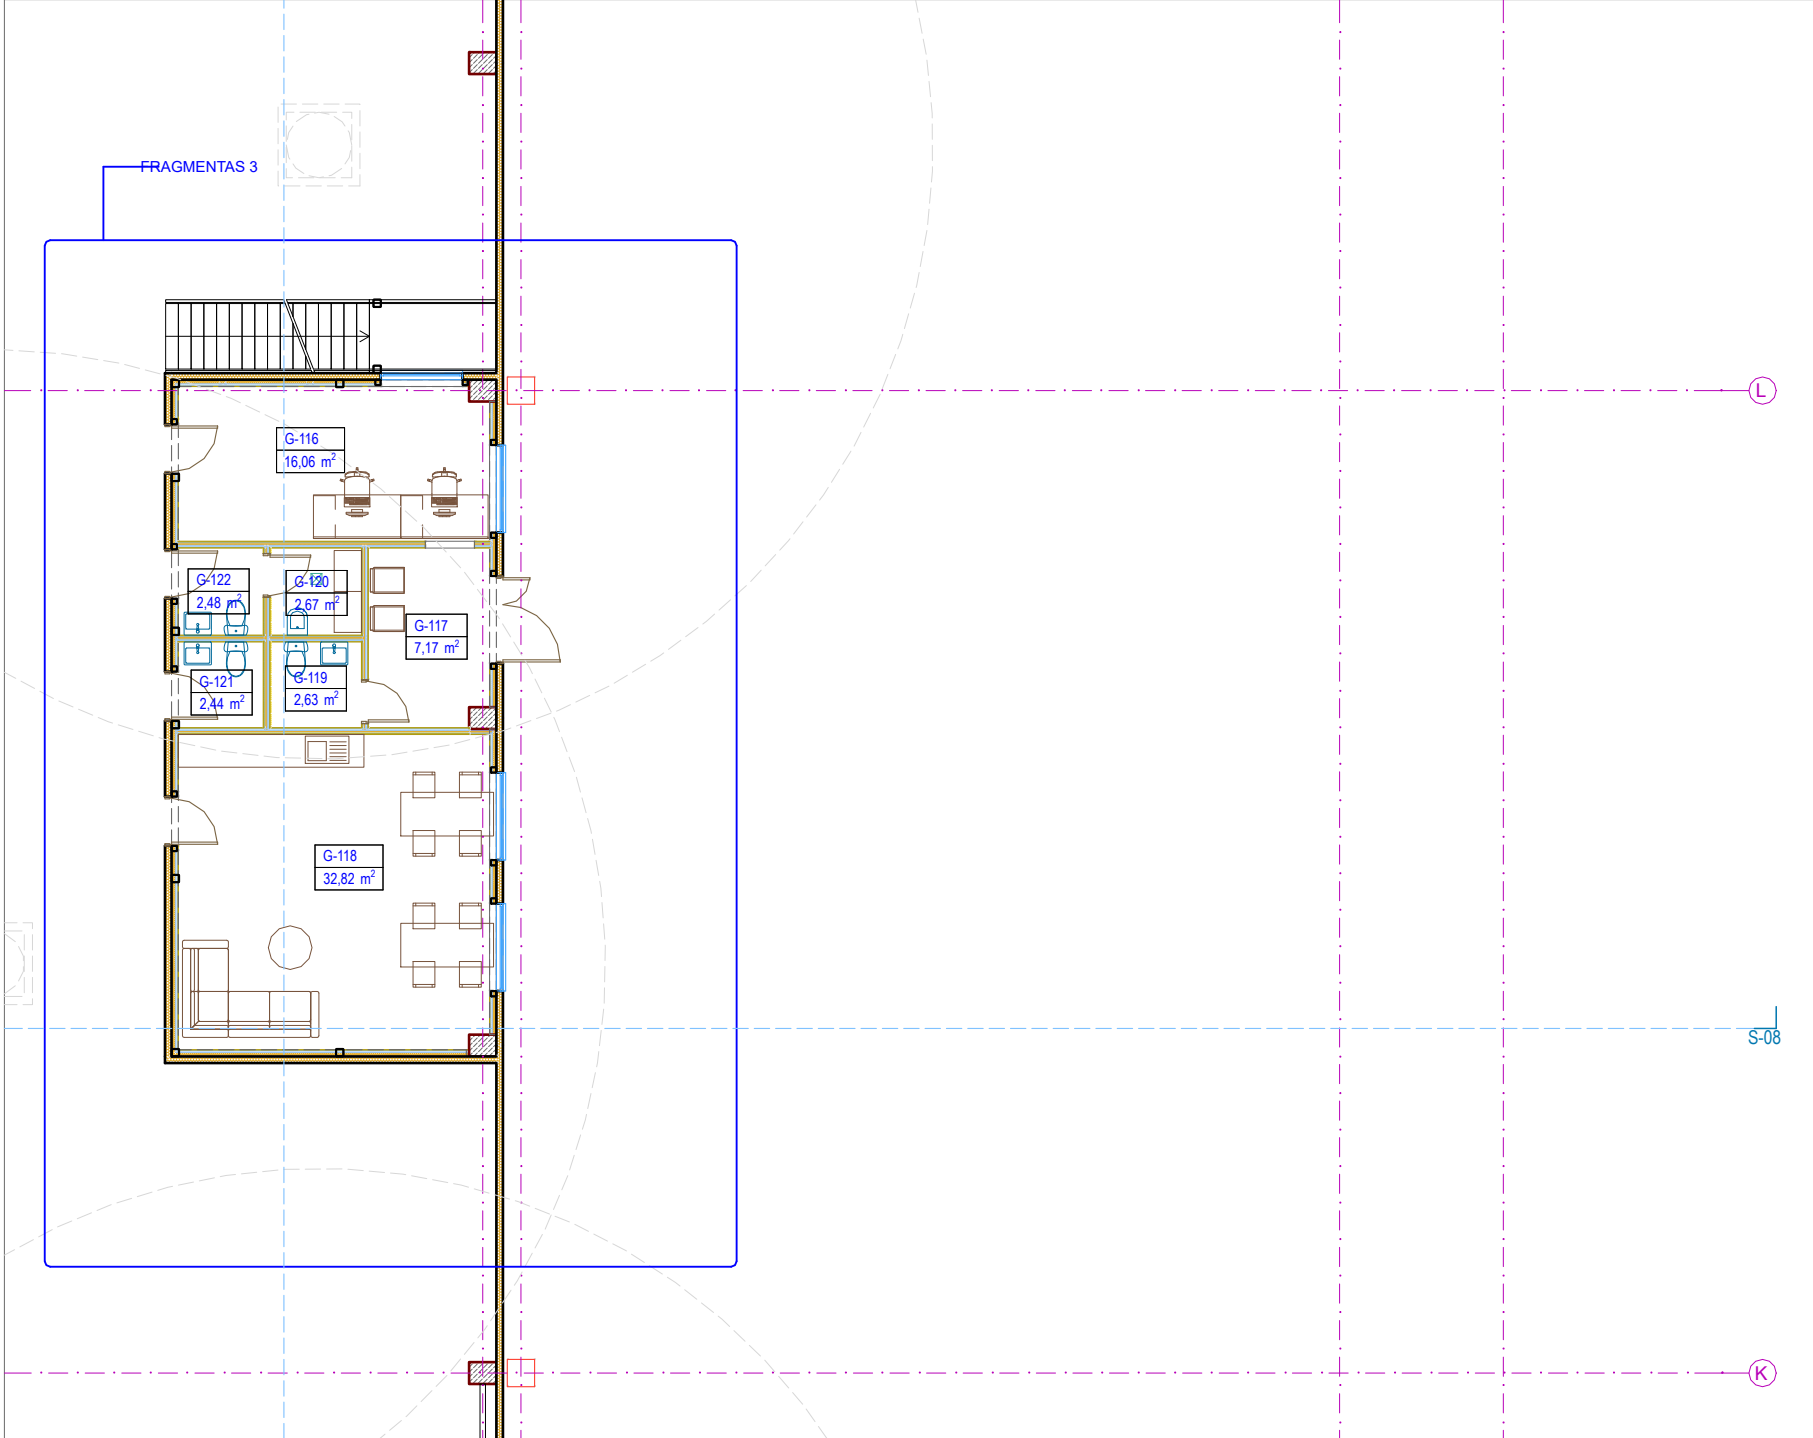 FRAGMENTAS 3
L
G-116
16,06 m²
G-122
2,48 m²
G-120
2,67 m²
G-117
7,17 m²
G-121
2,44 m²
G-119
2,63 m²
G-118
32,82 m²
S-08
K